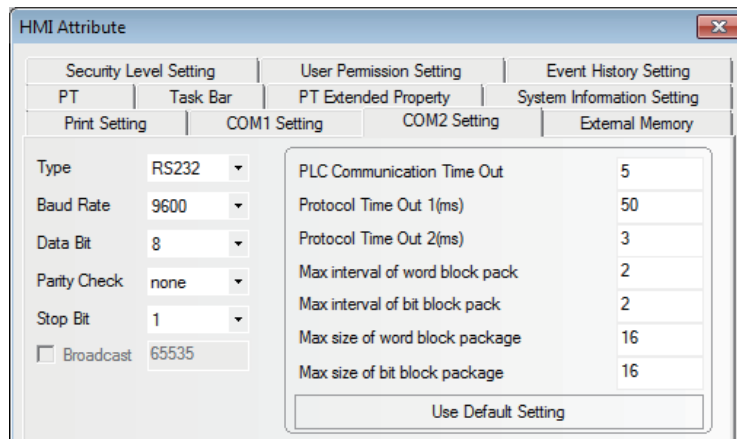 HMI Attribute
Security Level Setting
User Permission Setting
Event History Setting
PT
Task Bar
PT Extended Property
System Information Setting
Print Setting
COM1 Setting
COM2 Setting
External Memory
Type
RS232
Baud Rate
9600
Data Bit
8
Parity Check
none
Stop Bit
1
Broadcast
65535
PLC Communication Time Out
5
Protocol Time Out 1(ms)
50
Protocol Time Out 2(ms)
3
Max interval of word block pack
2
Max interval of bit block pack
2
Max size of word block package
16
Max size of bit block package
16
Use Default Setting